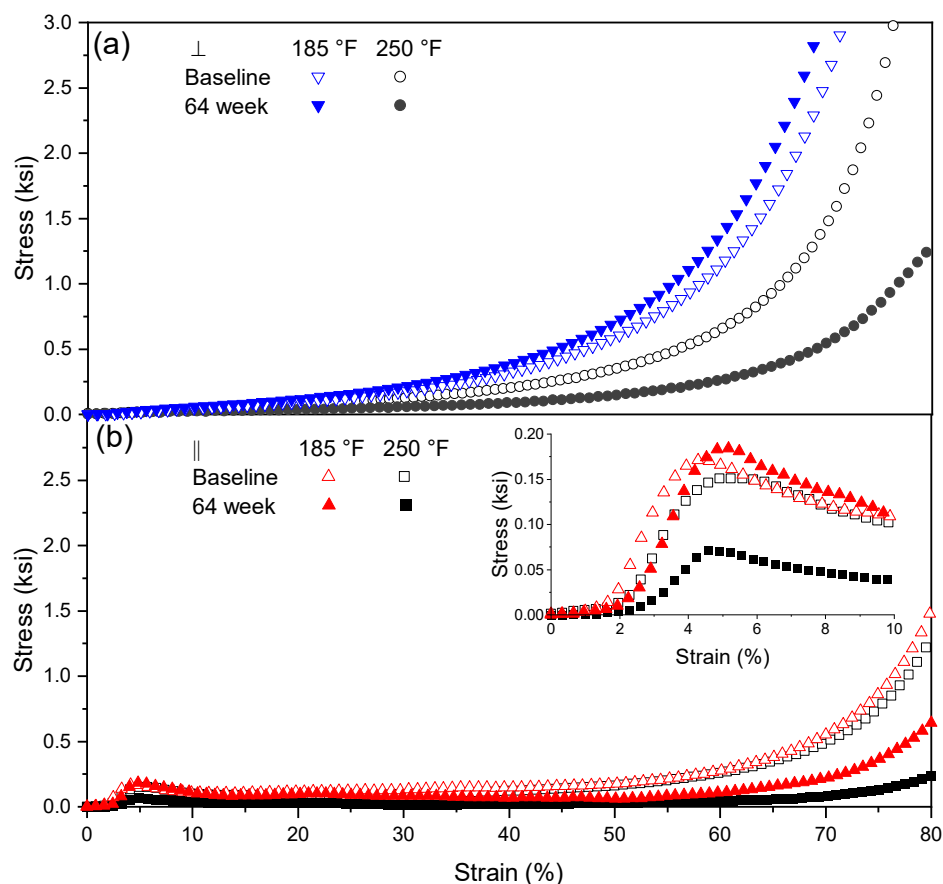 (a)
⊥ 185 °F 250 °F
Baseline
64 week
3.0
2.5
2.0
1.5
1.0
0.5
0.0
Stress (ksi)
(b)
∥ 185 °F 250 °F
Baseline
64 week
2.5
2.0
1.5
1.0
0.5
0.0
Stress (ksi)
0.20
0.15
0.10
0.05
0.00
Stress (ksi)
0 2 4 6 8 10
Strain (%)
0 10 20 30 40 50 60 70 80
Strain (%)